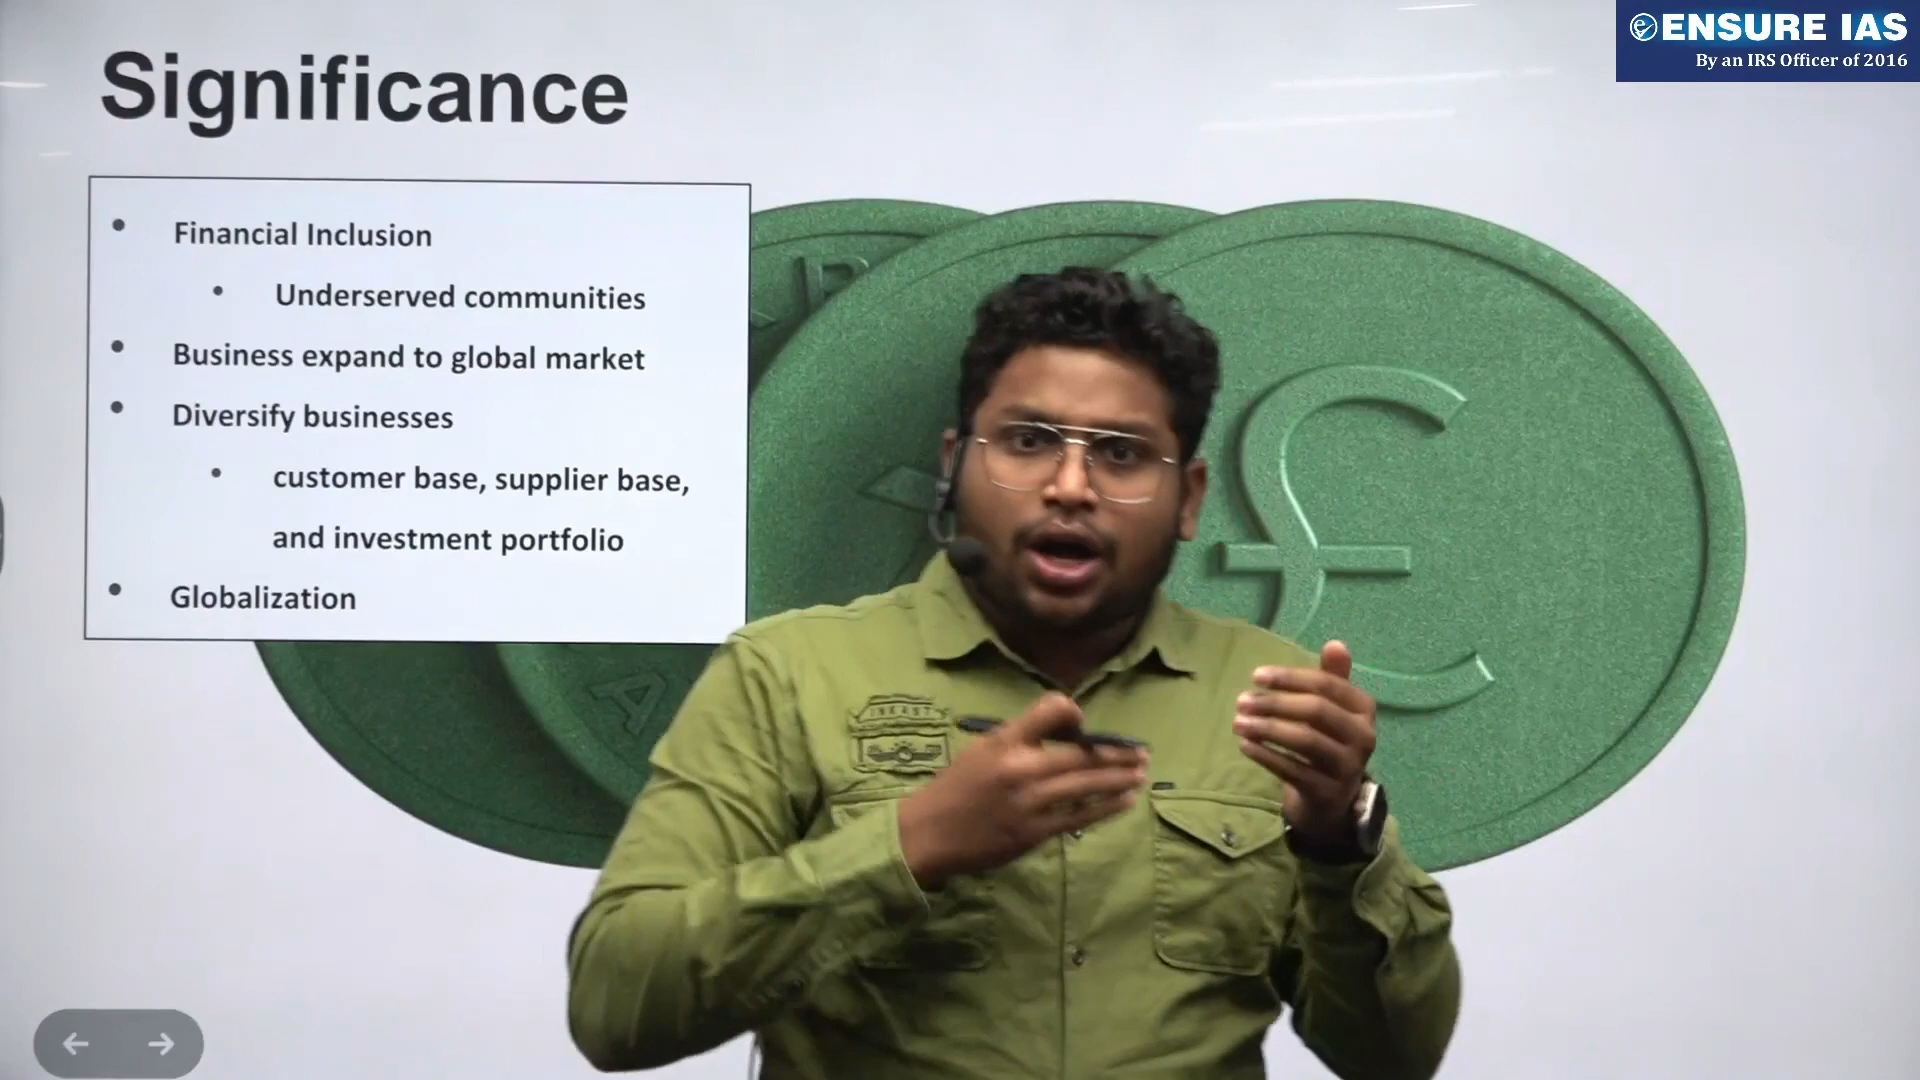 ENSURE IAS
By an IRS Officer of 2016
Significance
• Financial Inclusion
• Underserved communities
• Business expand to global market
• Diversify businesses
• customer base, supplier base,
and investment portfolio
• Globalization
£